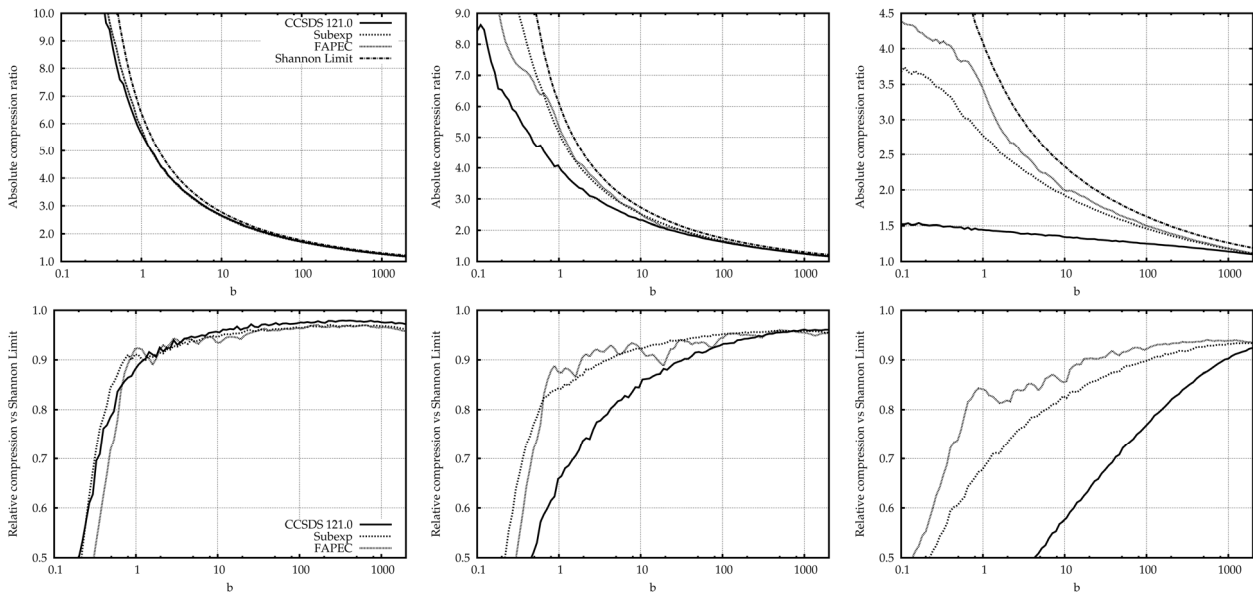 Absolute compression ratio
10.0
9.0
8.0
7.0
6.0
5.0
4.0
3.0
2.0
1.0
CCSDS 121.0
Subexp
FAPEC
Shannon Limit
0.1 1 10 100 1000
b
Absolute compression ratio
9.0
8.0
7.0
6.0
5.0
4.0
3.0
2.0
1.0
0.1 1 10 100 1000
b
Absolute compression ratio
4.5
4.0
3.5
3.0
2.5
2.0
1.5
1.0
0.1 1 10 100 1000
b
Relative compression vs Shannon Limit
1.0
0.9
0.8
0.7
0.6
0.5
CCSDS 121.0
Subexp
FAPEC
0.1 1 10 100 1000
b
Relative compression vs Shannon Limit
1.0
0.9
0.8
0.7
0.6
0.5
0.1 1 10 100 1000
b
Relative compression vs Shannon Limit
1.0
0.9
0.8
0.7
0.6
0.5
0.1 1 10 100 1000
b